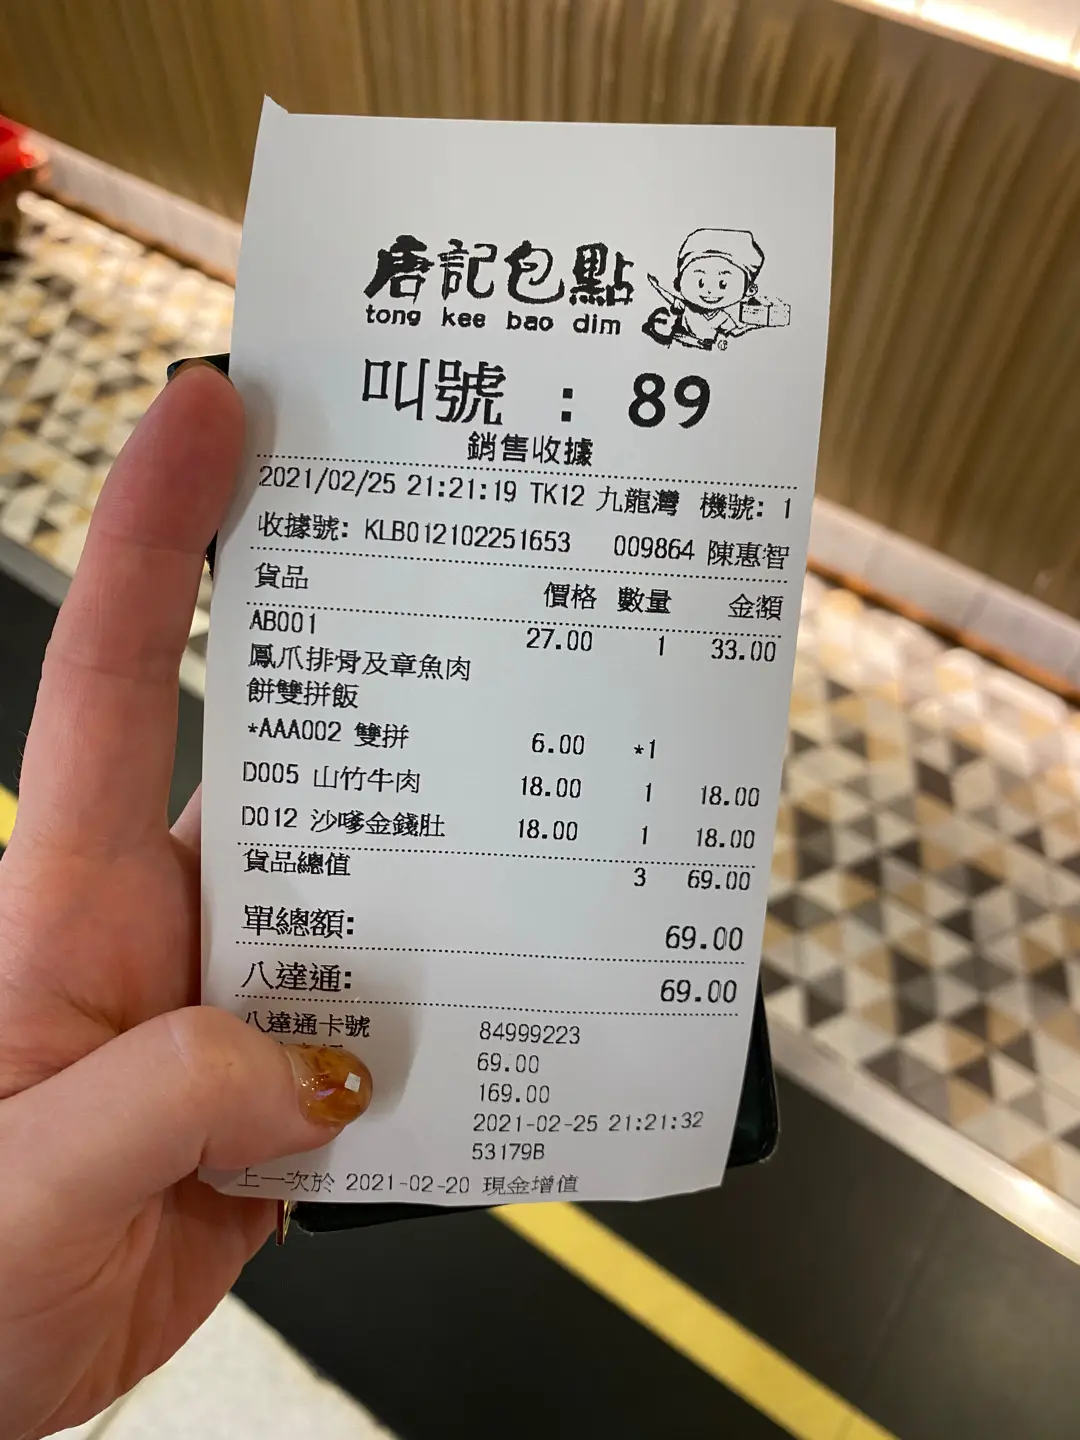 唐記包點
tong kee bao dim
叫號 : 89
銷售收據
2021/02/25 21:21:19 TK12 九龍灣 機號: 1
收據號: KLB012102251653 009864 陳惠智
貨品 價格 數量 金額
AB001 27.00 1 33.00
鳳爪排骨及章魚肉
餅雙拼飯
*AAA002 雙拼 6.00 *1
D005 山竹牛肉 18.00 1 18.00
D012 沙嗲金錢肚 18.00 1 18.00
貨品總值 3 69.00
單總額: 69.00
八達通: 69.00
八達通卡號 84999223
69.00
169.00
2021-02-25 21:21:32
53179B
上一次於 2021-02-20 現金增值